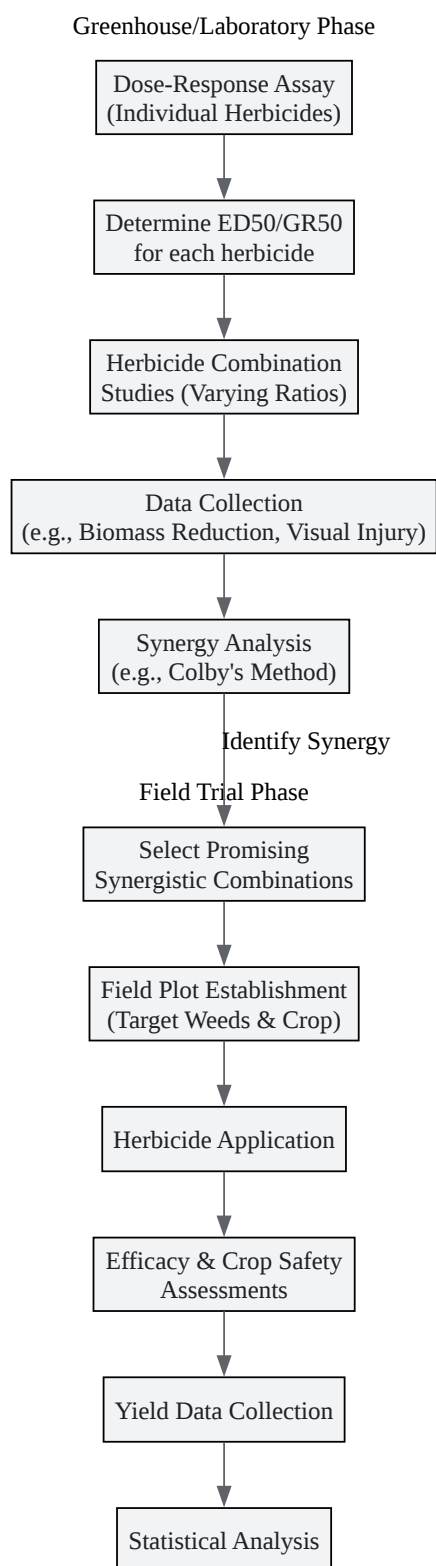 Greenhouse/Laboratory Phase
Dose-Response Assay
(Individual Herbicides)
Determine ED50/GR50
for each herbicide
Herbicide Combination
Studies (Varying Ratios)
Data Collection
(e.g., Biomass Reduction, Visual Injury)
Synergy Analysis
(e.g., Colby's Method)
Identify Synergy
Field Trial Phase
Select Promising
Synergistic Combinations
Field Plot Establishment
(Target Weeds & Crop)
Herbicide Application
Efficacy & Crop Safety
Assessments
Yield Data Collection
Statistical Analysis